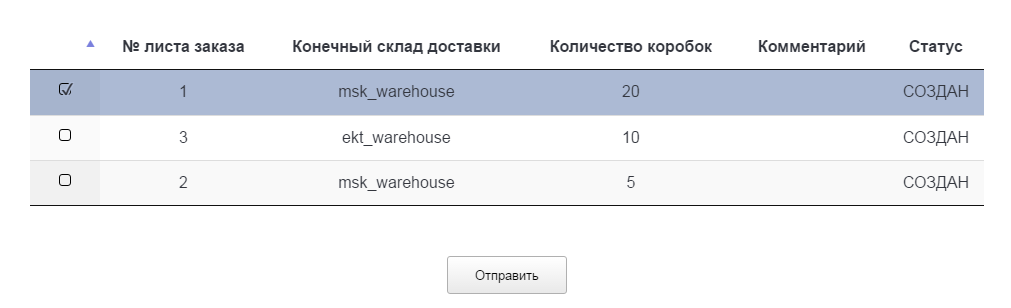 № листа заказа Конечный склад доставки Количество коробок Комментарий Статус
1 msk_warehouse 20 СОЗДАН
3 ekt_warehouse 10 СОЗДАН
2 msk_warehouse 5 СОЗДАН
Отправить